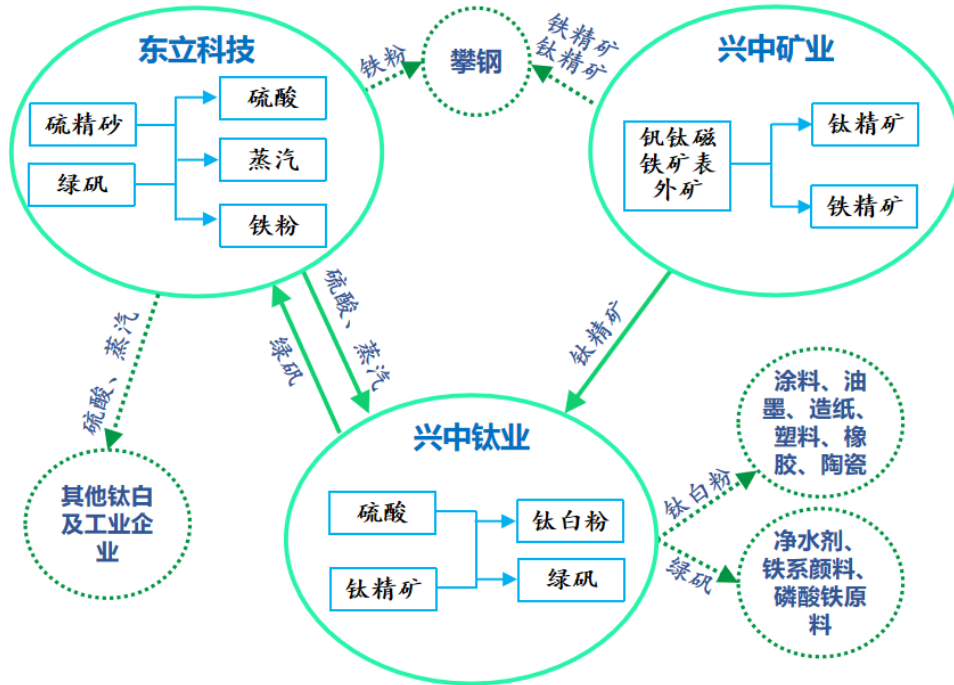 东立科技
硫精砂
绿矾
硫酸
蒸汽
铁粉
铁粉
攀钢
铁精矿
钛精矿
兴中矿业
钒钛磁
铁矿表
外矿
钛精矿
铁精矿
硫酸、蒸汽
绿矾
硫酸、蒸汽
钛精矿
其他钛白
及工业企
业
兴中钛业
硫酸
钛精矿
钛白粉
绿矾
钛白粉
绿矾
涂料、油
墨、造纸、
塑料、橡
胶、陶瓷
净水剂、
铁系颜料、
磷酸铁原
料